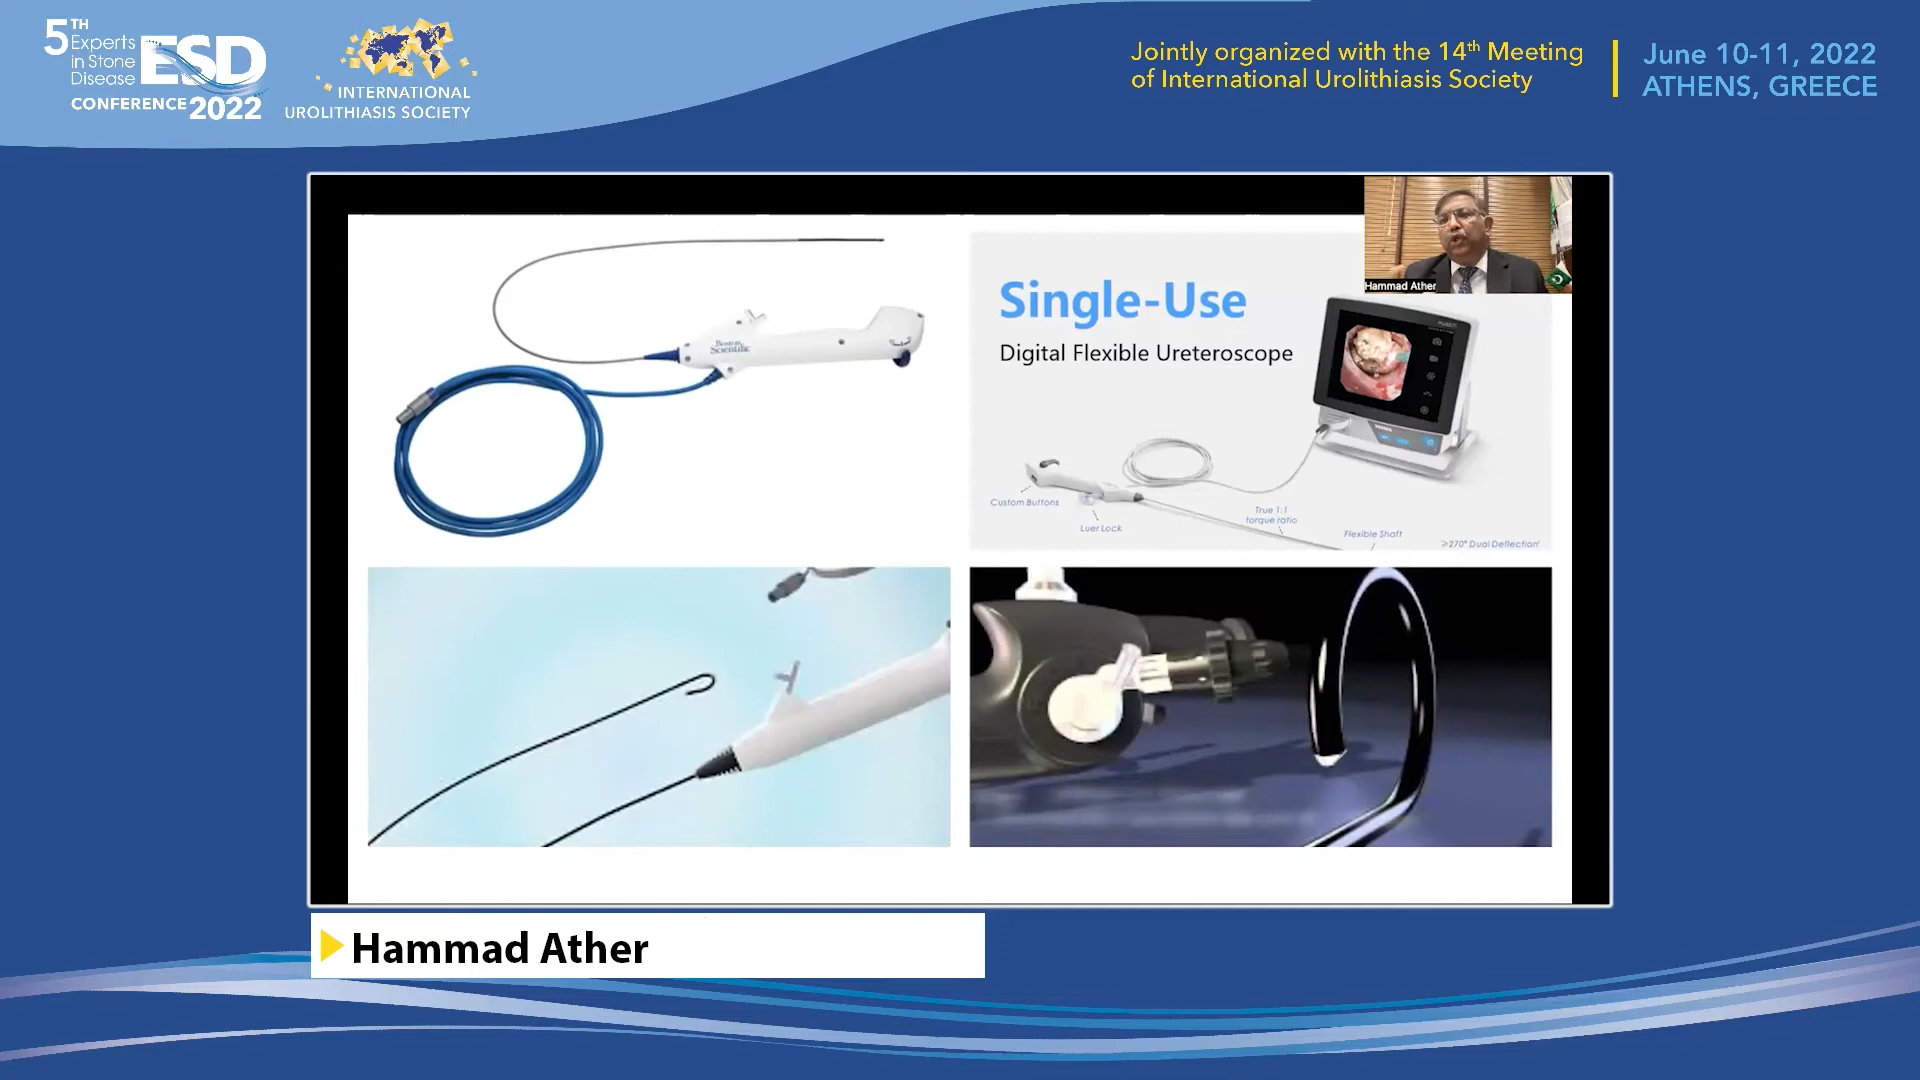 5TH
Experts
in Stone
Disease
ESD
CONFERENCE 2022
INTERNATIONAL
UROLITHIASIS SOCIETY
Jointly organized with the 14th Meeting
of International Urolithiasis Society
June 10-11, 2022
ATHENS, GREECE
Hammad Ather
Boston
Scientific
Single-Use
Digital Flexible Ureteroscope
Custom Buttons
Luer Lock
True 1:1
torque ratio
Flexible Shaft
≥270° Dual Deflection
Hammad Ather